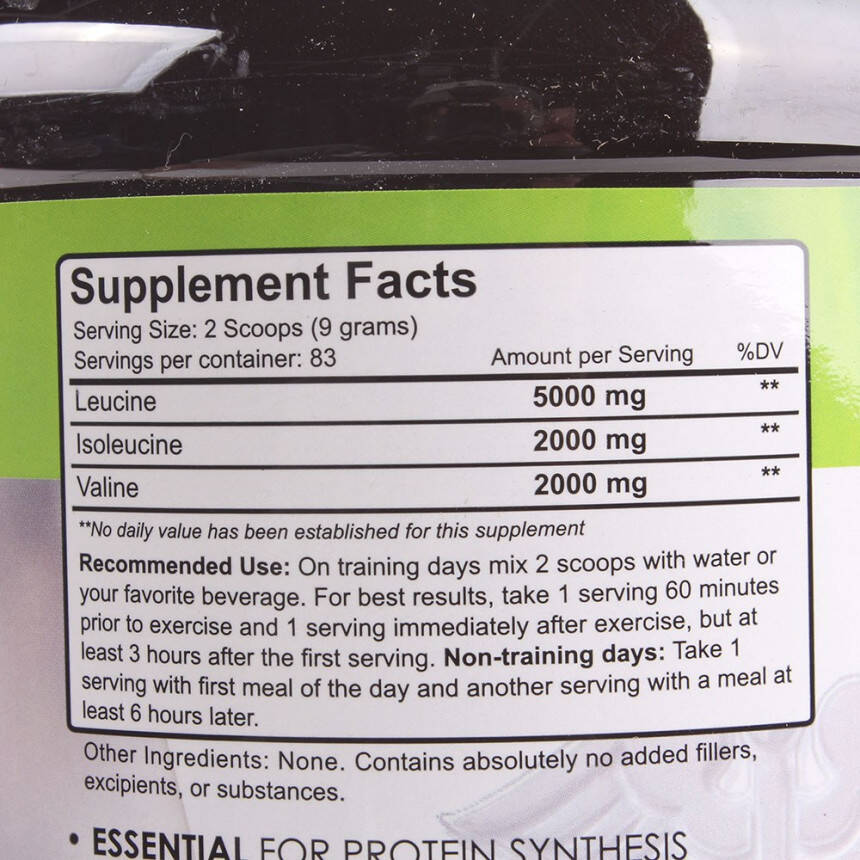 Supplement Facts
Serving Size: 2 Scoops (9 grams)
Servings per container: 83 Amount per Serving %DV
Leucine 5000 mg **
Isoleucine 2000 mg **
Valine 2000 mg **
**No daily value has been established for this supplement
Recommended Use: On training days mix 2 scoops with water or
your favorite beverage. For best results, take 1 serving 60 minutes
prior to exercise and 1 serving immediately after exercise, but at
least 3 hours after the first serving. Non-training days: Take 1
serving with first meal of the day and another serving with a meal at
least 6 hours later.
Other Ingredients: None. Contains absolutely no added fillers,
excipients, or substances.
• ESSENTIAL FOR PROTEIN SYNTHESIS